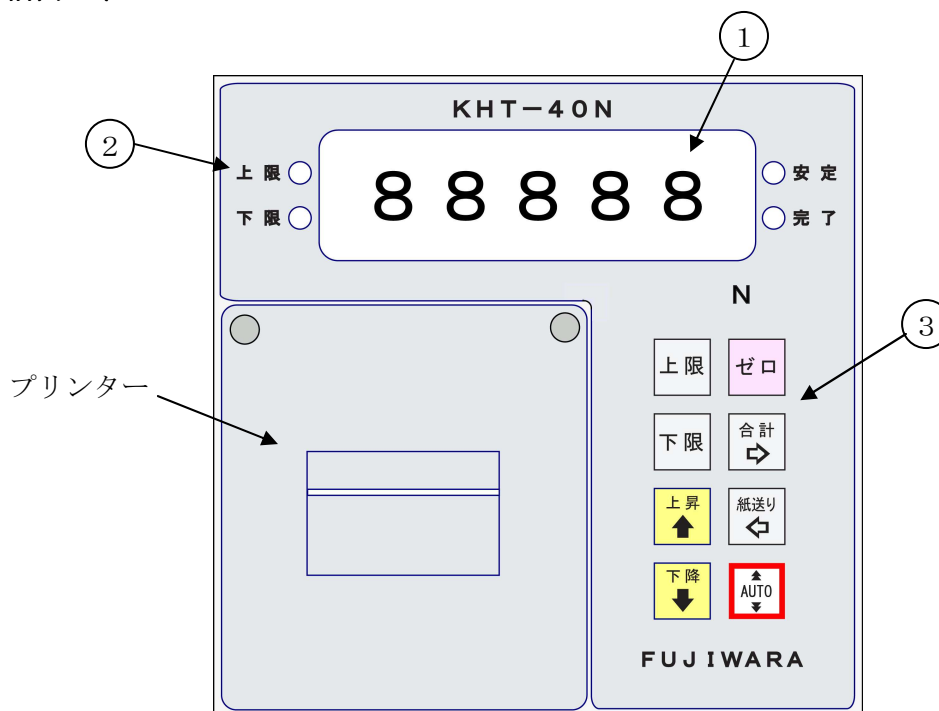 1
KHT-40N
2
上限
88888
安定
下限
完了
N
3
上限
ゼロ
プリンター
下限
合計
上昇
紙送り
下降
AUTO
FUJIWARA